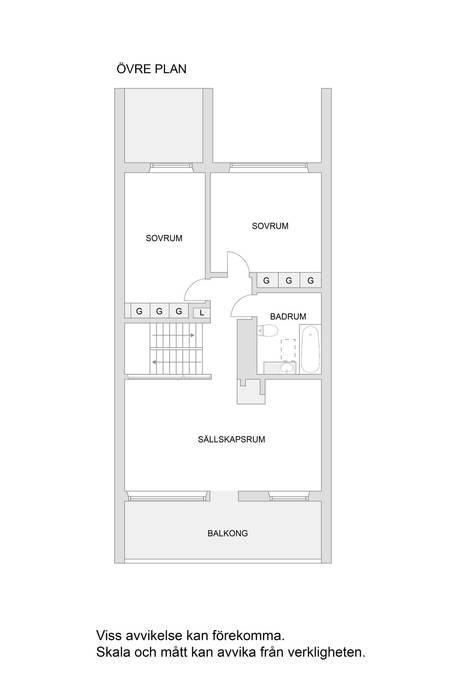 ÖVRE PLAN
SOVRUM
SOVRUM
G G G
G G G L
BADRUM
SÄLLSKAPSRUM
BALKONG
Viss avvikelse kan förekomma.
Skala och mått kan avvika från verkligheten.